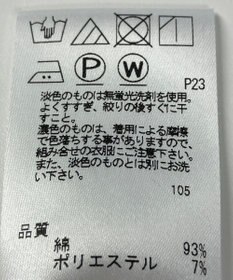 P W
P23
淡色のものは無蛍光洗剤を使用。
よくすすぎ、絞りの後すぐに干
すこと。
濃色のものは、着用による摩擦
で色落ちする事がありますので、
組み合せの衣服にご注意下さい。
また、淡色のものとは別にお洗
い下さい。
105
品質
綿 93%
ポリエステル 7%